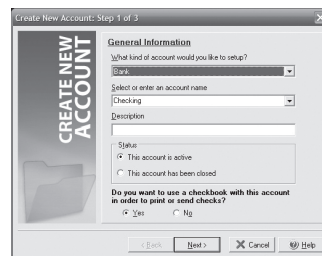 Create New Account: Step 1 of 3
CREATE NEW
ACCOUNT
General Information
What kind of account would you like to setup?
Bank
Select or enter an account name
Checking
Description
Status
This account is active
This account has been closed
Do you want to use a checkbook with this account
in order to print or send checks?
Yes No
< Back Next > Cancel Help